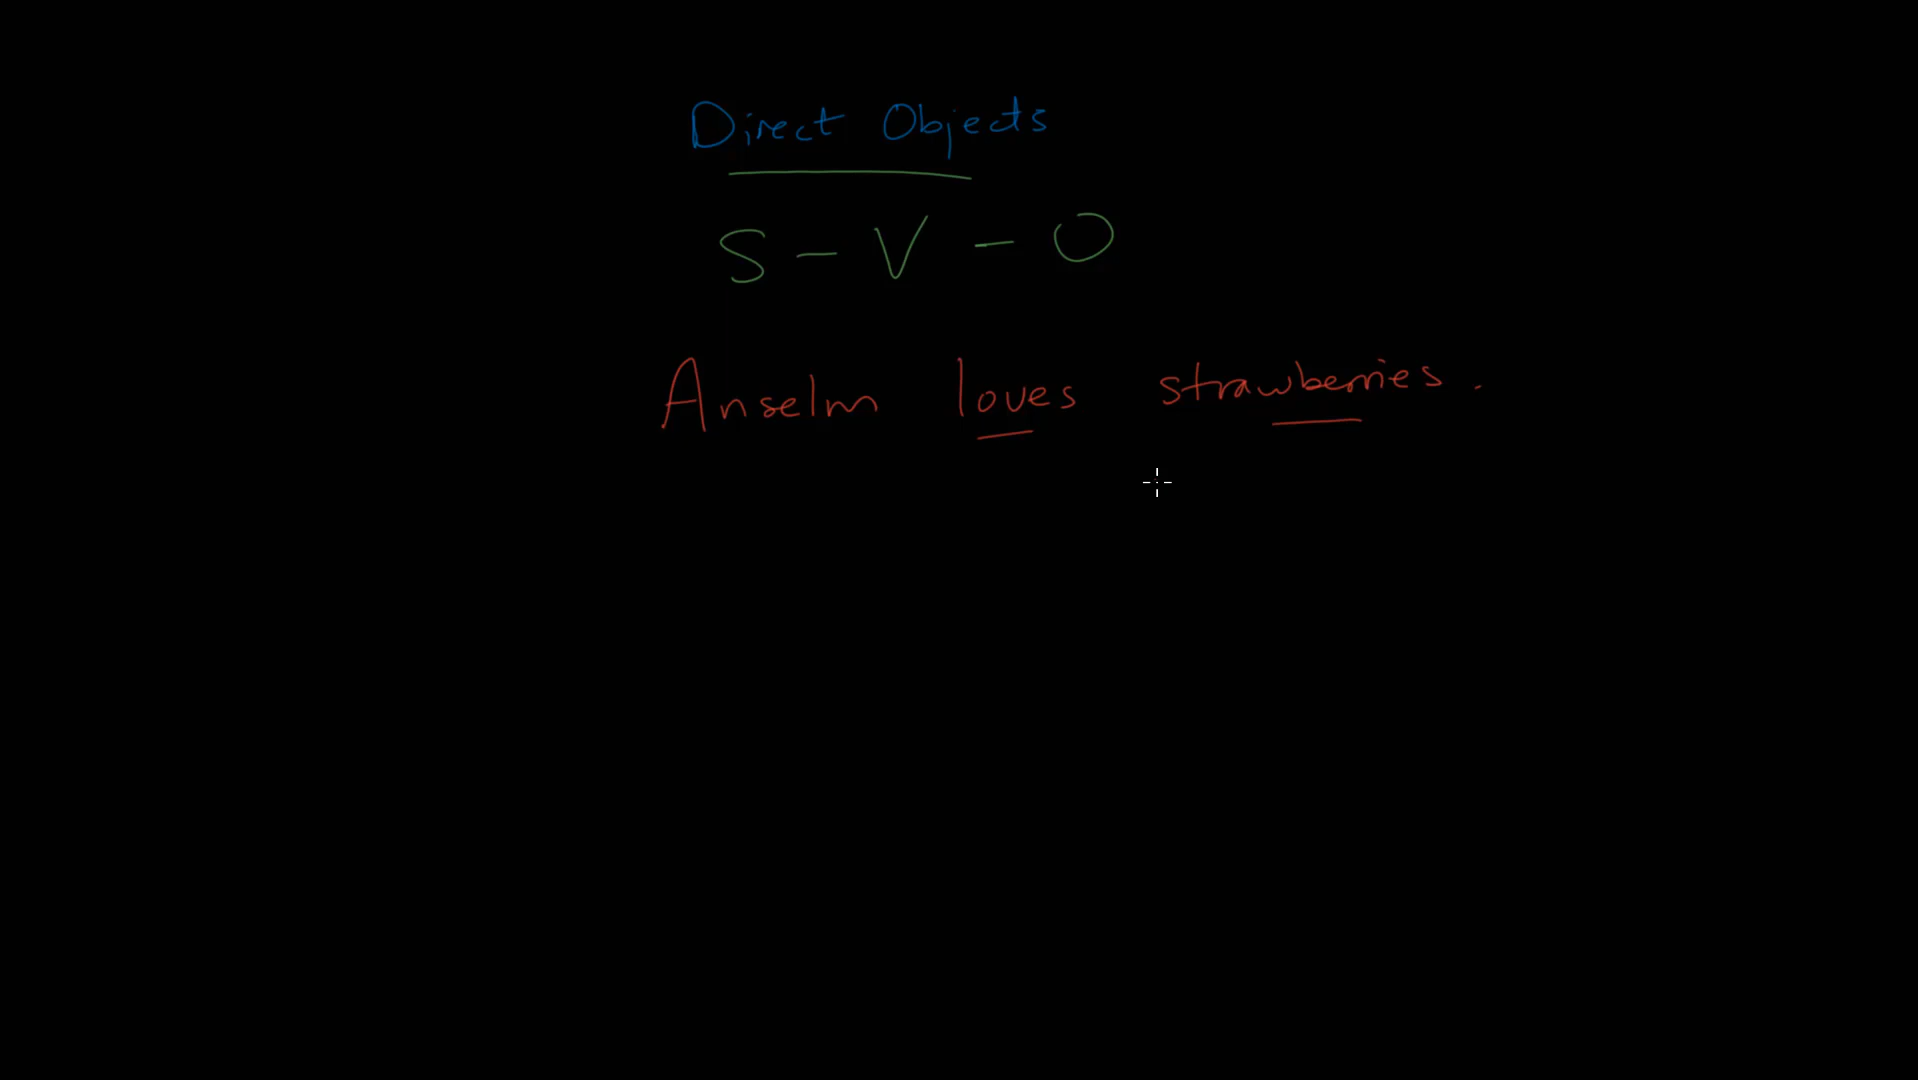 Direct Objects
S - V - O
Anselm loves strawberries.